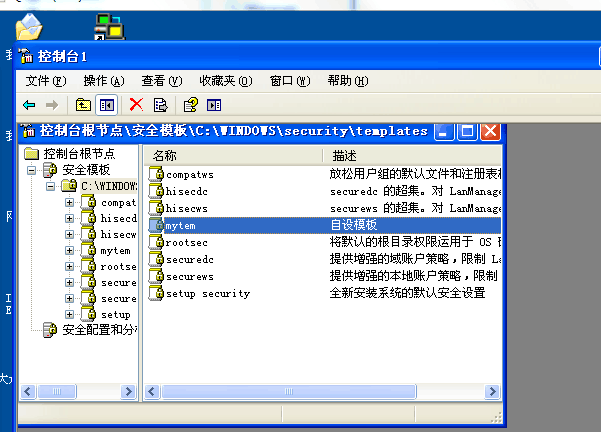 控制台1
文件(F) 操作(A) 查看(V) 收藏夹(O) 窗口(W) 帮助(H)
控制台根节点\安全模板\C:\WINDOWS\security\templates
控制台根节点
安全模板
C:\WINDOWS
compat
hisecd
hisecw
mytem
rootse
secure
secure
setup
安全配置和分析
名称 描述
compatws 放松用户组的默认文件和注册表权
hisecdc securedc 的超集。对 LanManage
hisecws securews 的超集。对 LanManage
mytem 自设模板
rootsec 将默认的根目录权限运用于 OS
securedc 提供增强的域账户策略，限制 La
securews 提供增强的本地账户策略，限制
setup security 全新安装系统的默认安全设置